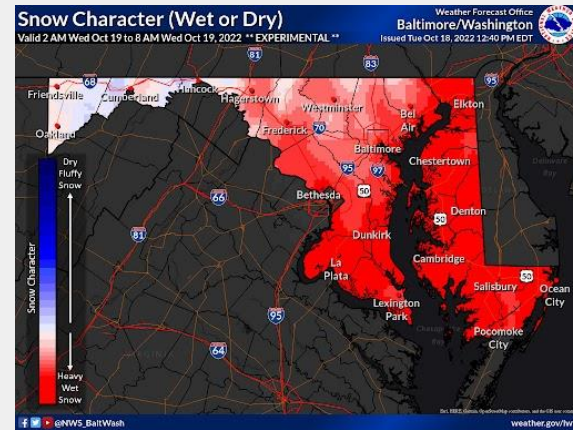 Snow Character (Wet or Dry)
Valid 2 AM Wed Oct 19 to 8 AM Wed Oct 19, 2022 ** EXPERIMENTAL **
Weather Forecast Office
Baltimore/Washington
Issued Tue Oct 18, 2022 12:40 PM EDT
81
83
68
95
Friendsville
Cumberland
Hancock
Hagerstown
Westminster
Elkton
Oakland
Frederick
70
Bel
Air
Baltimore
Chestertown
95
97
Dry
Fluffy
Snow
Bethesda
50
66
50
Denton
81
Dunkirk
La
Plata
Cambridge
Snow Character
Salisbury
50
Ocean
City
Lexington
Park
95
Pocomoke
City
64
Heavy
Wet
Snow
@NWS_BaltWash
weather.gov/lw